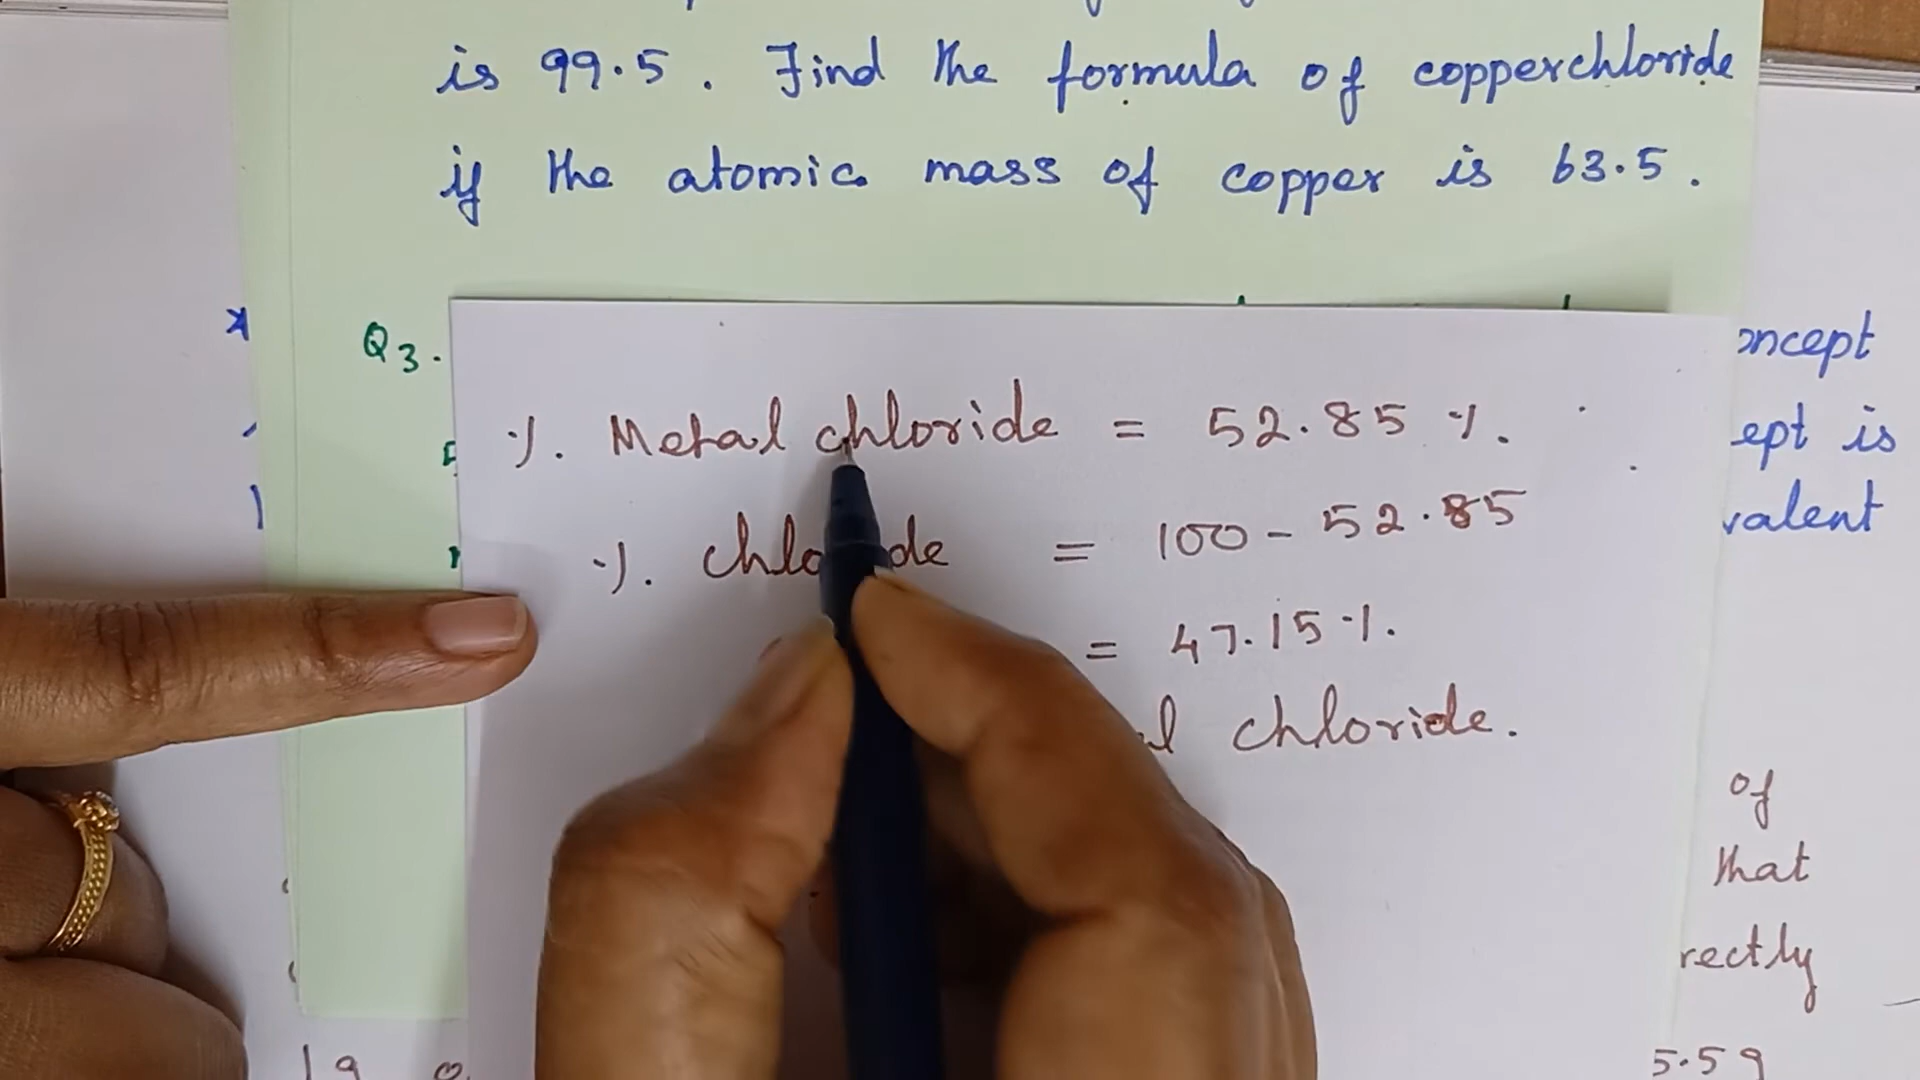 is 99.5. Find the formula of copperchloride
if the atomic mass of copper is 63.5.
Q3.
oncept
ept is
valent
% Metal chloride = 52.85 %.
% chlo de = 100 - 52.85
= 47.15 %.
al chloride.
of
that
rectly
5.59